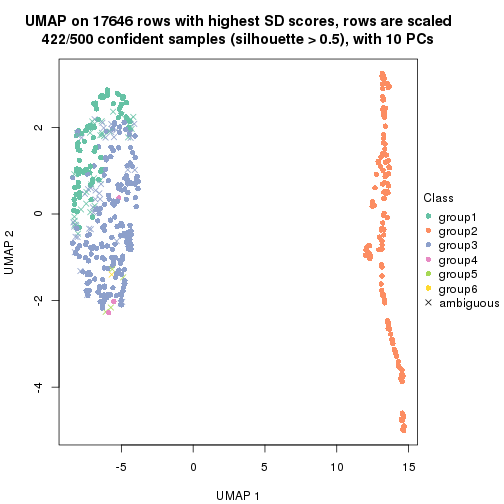 UMAP on 17646 rows with highest SD scores, rows are scaled
422/500 confident samples (silhouette > 0.5), with 10 PCs
2
0
-2
-4
UMAP 2
-5
0
5
10
15
UMAP 1
Class
group1
group2
group3
group4
group5
group6
ambiguous